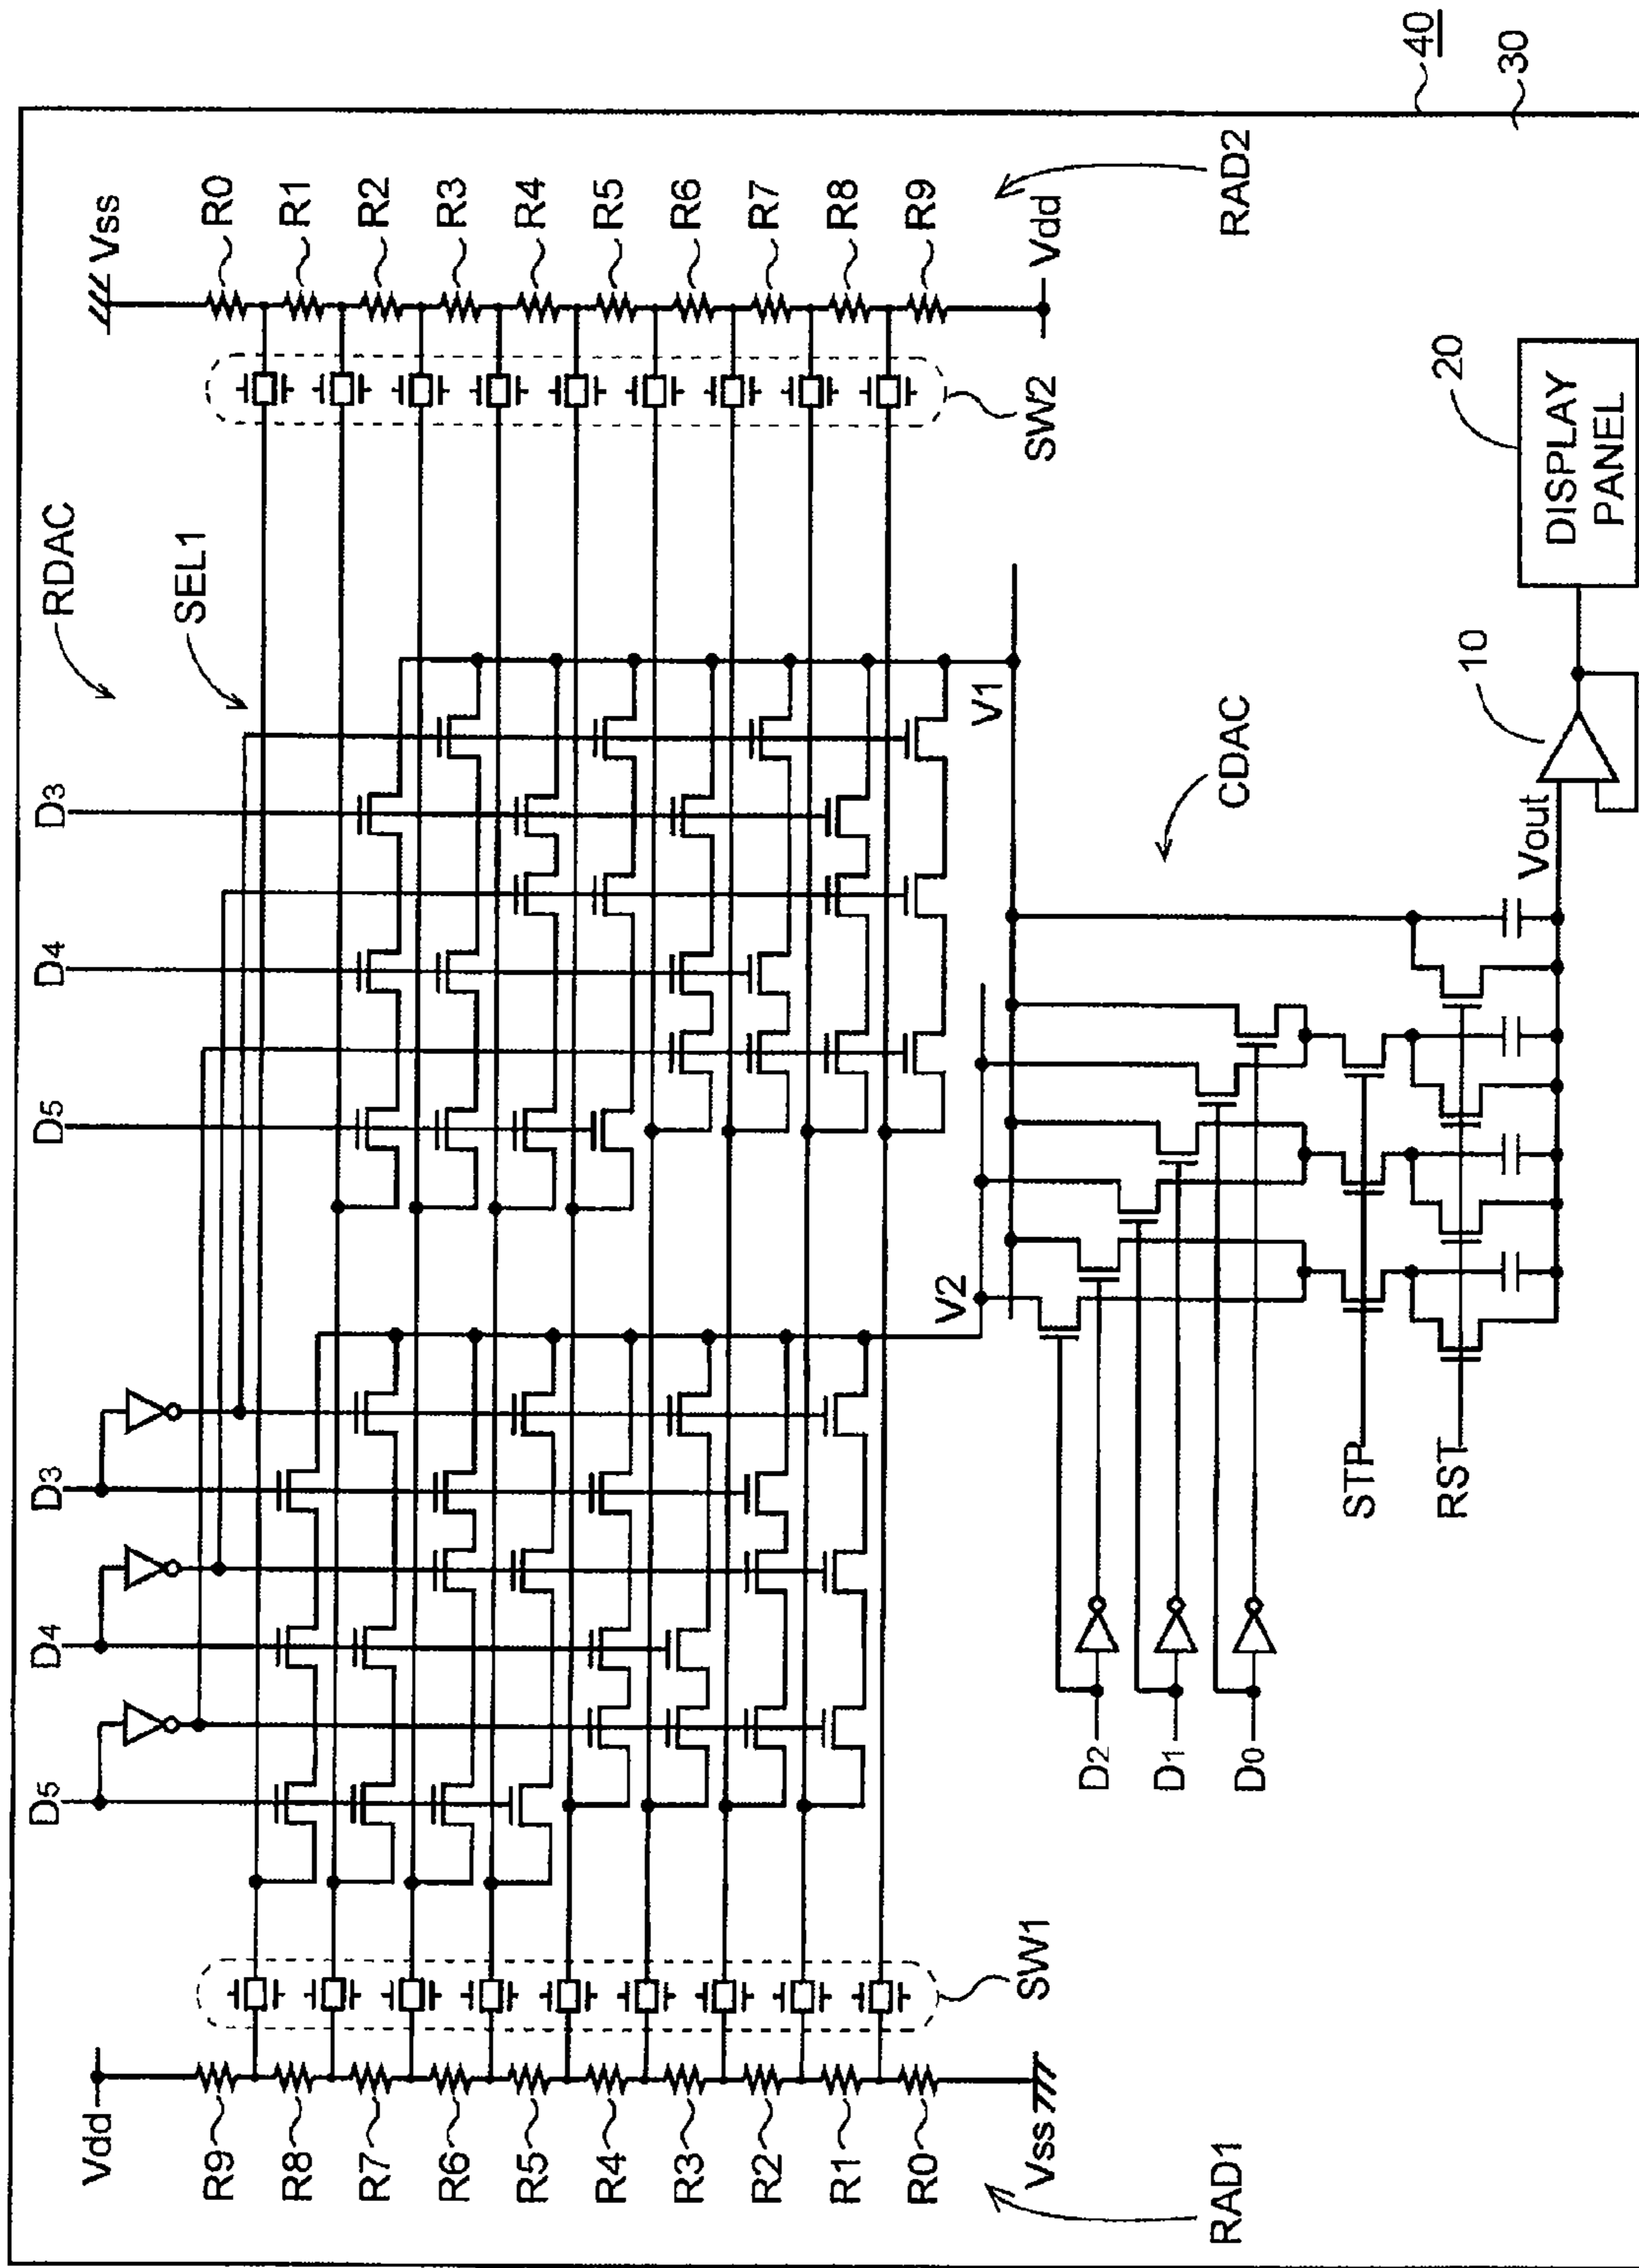 RDAC
SEL1
D5
D4
D3
D5
D4
D3
Vdd
R9
R8
R7
R6
R5
R4
R3
R2
R1
R0
Vss
RAD1
SW1
Vss
R0
R1
R2
R3
R4
R5
R6
R7
R8
R9
Vdd
RAD2
SW2
V2
V1
CDAC
D2
D1
D0
STP
RST
Vout
10
20
DISPLAY
PANEL
40
30